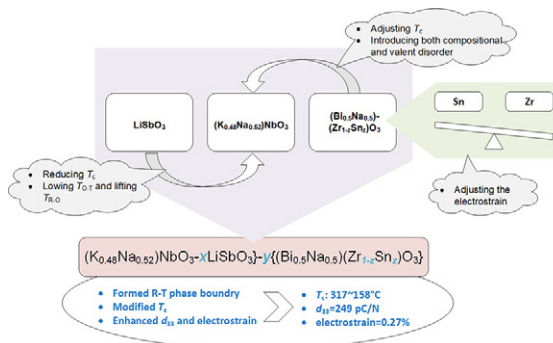 • Adjusting Tc
• Introducing both compositional
and valent disorder
LiSbO3
(K0.48Na0.52)NbO3
(Bi0.5Na0.5)-
(Zr1-zSnz)O3
Sn
Zr
• Reducing Tc
• Lowing TO-T and lifting
TR-O
• Adjusting the
electrostrain
(K0.48Na0.52)NbO3-xLiSbO3}-y{(Bi0.5Na0.5)(Zr1-zSnz)O3}
• Formed R-T phase boundry
• Modified Tc
• Enhanced d33 and electrostrain
• Tc: 317~158°C
• d33=249 pC/N
• electrostrain=0.27%